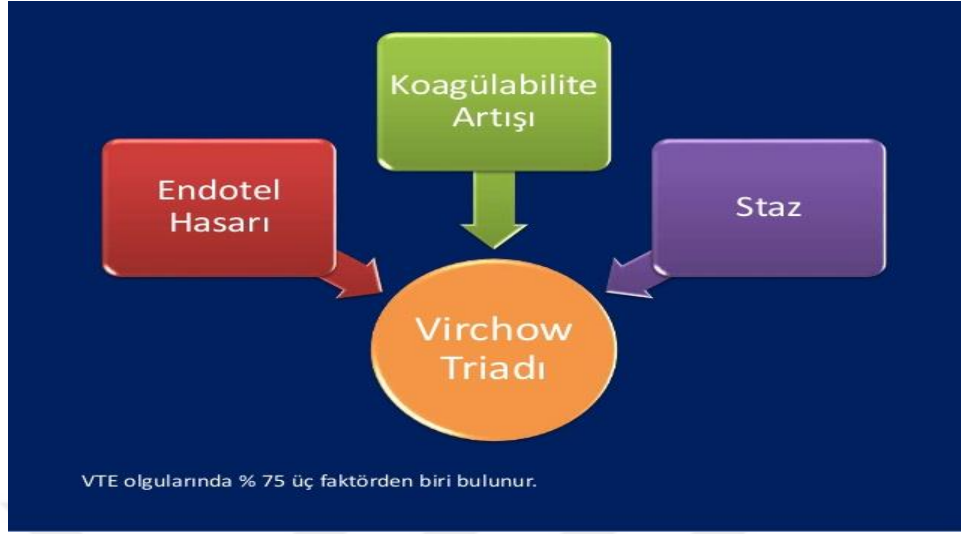 Koagülabilite
Artışı
Endotel
Hasarı
Staz
Virchow
Triadı
VTE olgularında % 75 üç faktörden biri bulunur.